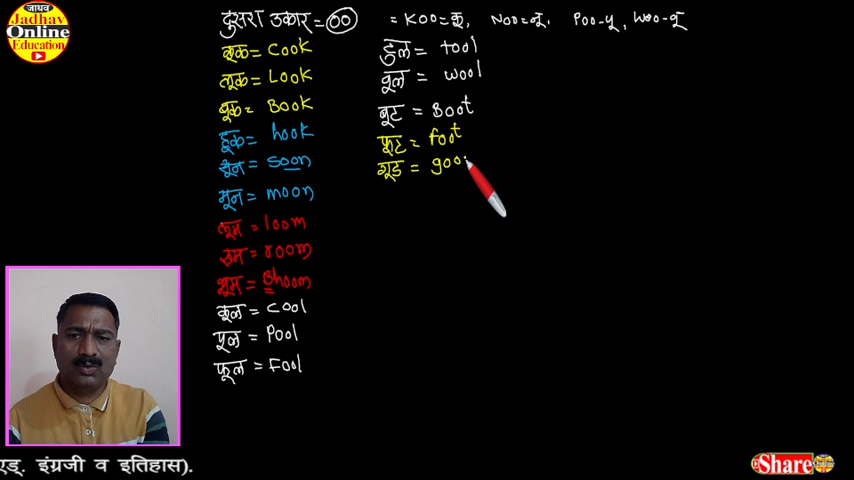 जाधव
Jadhav
Online
Education
दुसरा उकार = oo = Koo = कू, Noo = नू, Poo - पू, Woo - वू
कूक = Cook
लूक = Look
बूक = Book
हूक = hook
सून = soon
मून = moon
लूम = loom
रूम = room
भूम = Bhoom
कूल = Cool
पूल = Pool
फूल = Fool
टूल = tool
वूल = wool
बूट = Boot
फूट = foot
गूड = goo
एड्. इंग्रजी व इतिहास).
Share